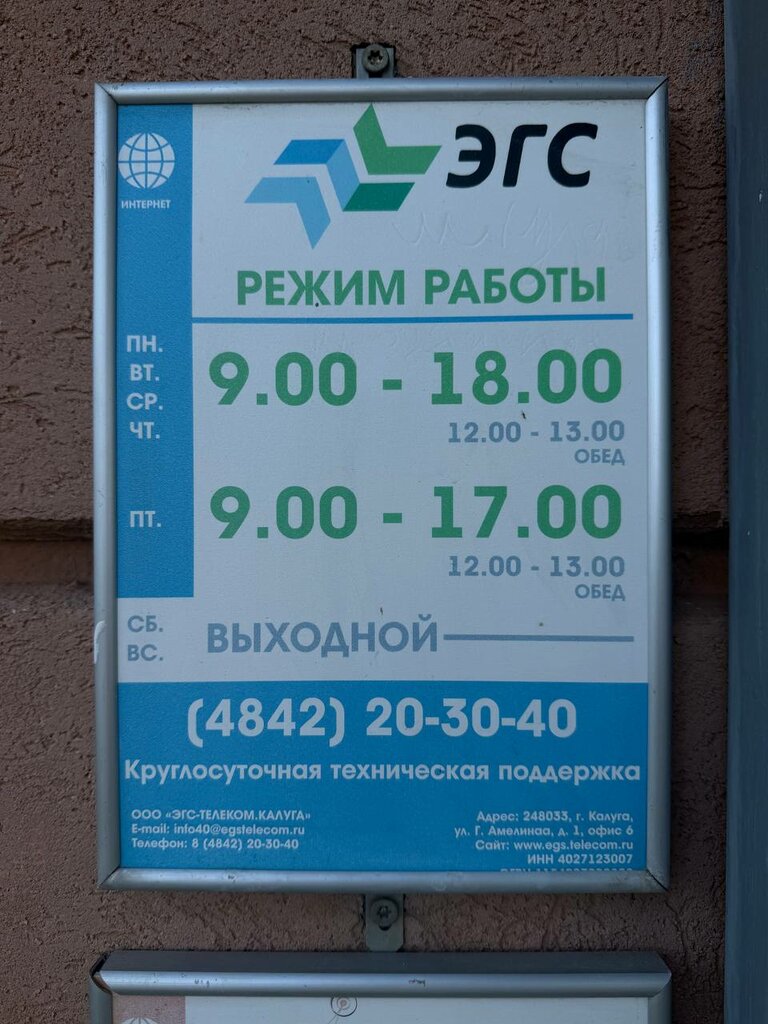 ЭГС
ИНТЕРНЕТ
РЕЖИМ РАБОТЫ
ПН.
ВТ.
СР.
ЧТ.
9.00 - 18.00
12.00 - 13.00
ОБЕД
ПТ.
9.00 - 17.00
12.00 - 13.00
ОБЕД
СБ.
ВС.
ВЫХОДНОЙ
(4842) 20-30-40
Круглосуточная техническая поддержка
ООО «ЭГС-ТЕЛЕКОМ.КАЛУГА»
E-mail: info40@egstelecom.ru
Телефон: 8 (4842) 20-30-40
Адрес: 248033, г. Калуга,
ул. Г. Амелинаа, д. 1, офис 6
Сайт: www.egs.telecom.ru
ИНН 4027123007